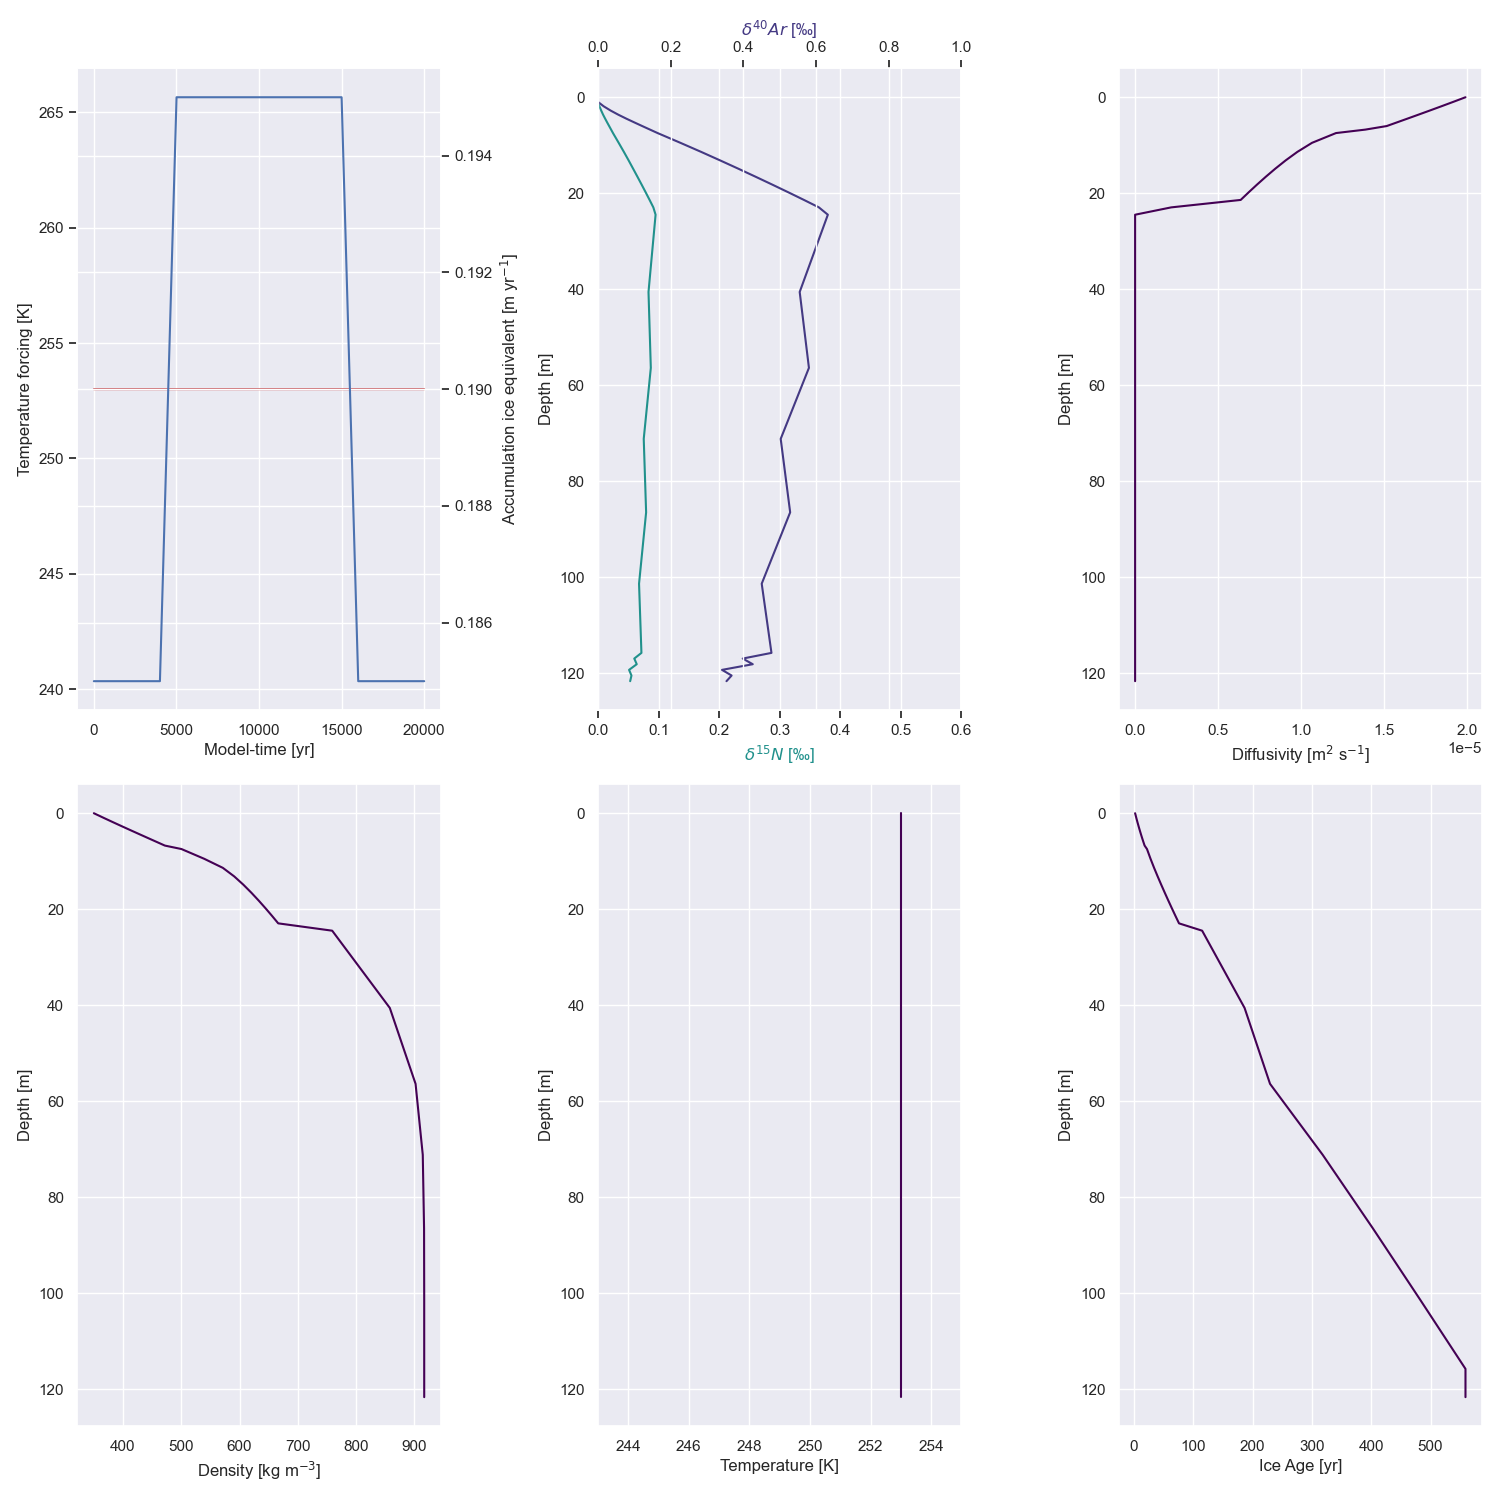 Temperature forcing [K]
265
260
255
250
245
240
0 5000 10000 15000 20000
Model-time [yr]
0.194
0.192
0.190
0.188
0.186
Accumulation ice equivalent [m yr⁻¹]
δ⁴⁰Ar [‰]
0.0 0.2 0.4 0.6 0.8 1.0
Depth [m]
0
20
40
60
80
100
120
0.0 0.1 0.2 0.3 0.4 0.5 0.6
δ¹⁵N [‰]
Depth [m]
0
20
40
60
80
100
120
0.0 0.5 1.0 1.5 2.0
1e−5
Diffusivity [m² s⁻¹]
Depth [m]
0
20
40
60
80
100
120
400 500 600 700 800 900
Density [kg m⁻³]
Depth [m]
0
20
40
60
80
100
120
244 246 248 250 252 254
Temperature [K]
Depth [m]
0
20
40
60
80
100
120
0 100 200 300 400 500
Ice Age [yr]